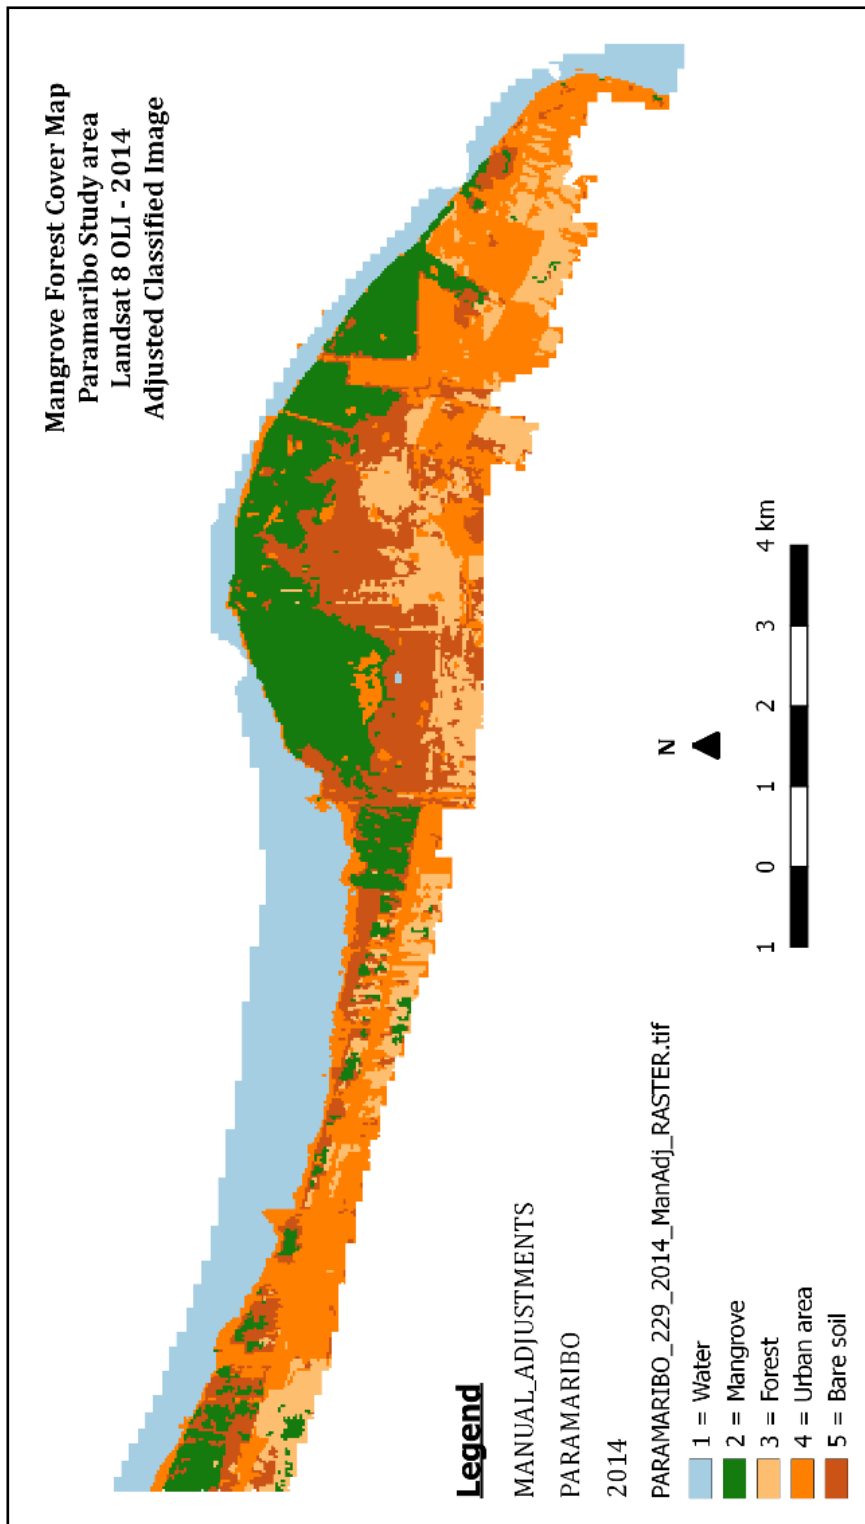 Mangrove Forest Cover Map
Paramaribo Study area
Landsat 8 OLI - 2014
Adjusted Classified Image
Legend
MANUAL_ADJUSTMENTS
PARAMARIBO
2014
PARAMARIBO_229_2014_ManAdj_RASTER.tif
1 = Water
2 = Mangrove
3 = Forest
4 = Urban area
5 = Bare soil
N
1 0 1 2 3 4 km